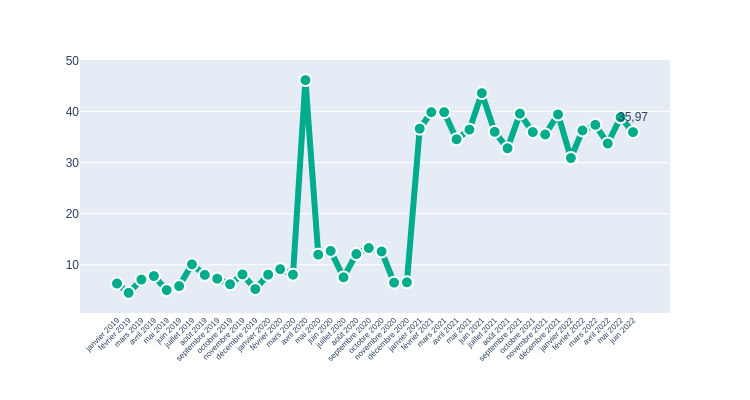 50
40
30
20
10
35,97
janvier 2019
février 2019
mars 2019
avril 2019
mai 2019
juin 2019
juillet 2019
août 2019
septembre 2019
octobre 2019
novembre 2019
décembre 2019
janvier 2020
février 2020
mars 2020
avril 2020
mai 2020
juin 2020
juillet 2020
août 2020
septembre 2020
octobre 2020
novembre 2020
décembre 2020
janvier 2021
février 2021
mars 2021
avril 2021
mai 2021
juin 2021
juillet 2021
août 2021
septembre 2021
octobre 2021
novembre 2021
décembre 2021
janvier 2022
février 2022
mars 2022
avril 2022
mai 2022
juin 2022